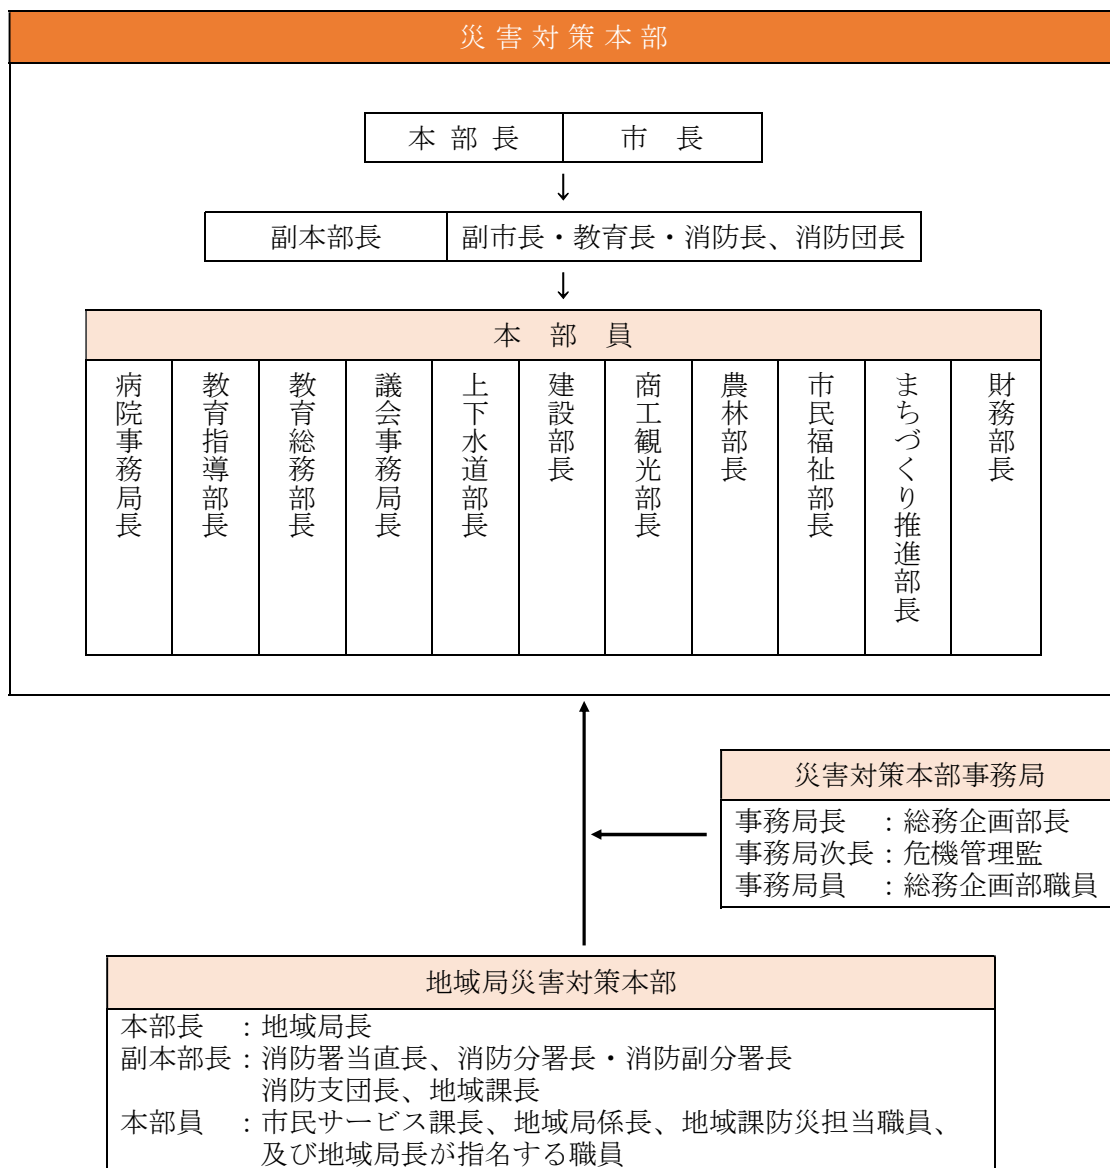 災害対策本部
本部長 市長
↓
副本部長 副市長・教育長・消防長、消防団長
↓
本部員
病院事務局長
教育指導部長
教育総務部長
議会事務局長
上下水道部長
建設部長
商工観光部長
農林部長
市民福祉部長
まちづくり推進部長
財務部長
災害対策本部事務局
事務局長 ：総務企画部長
事務局次長：危機管理監
事務局員 ：総務企画部職員
地域局災害対策本部
本部長 ：地域局長
副本部長：消防署当直長、消防分署長・消防副分署長
消防支団長、地域課長
本部員 ：市民サービス課長、地域局係長、地域課防災担当職員、
及び地域局長が指名する職員